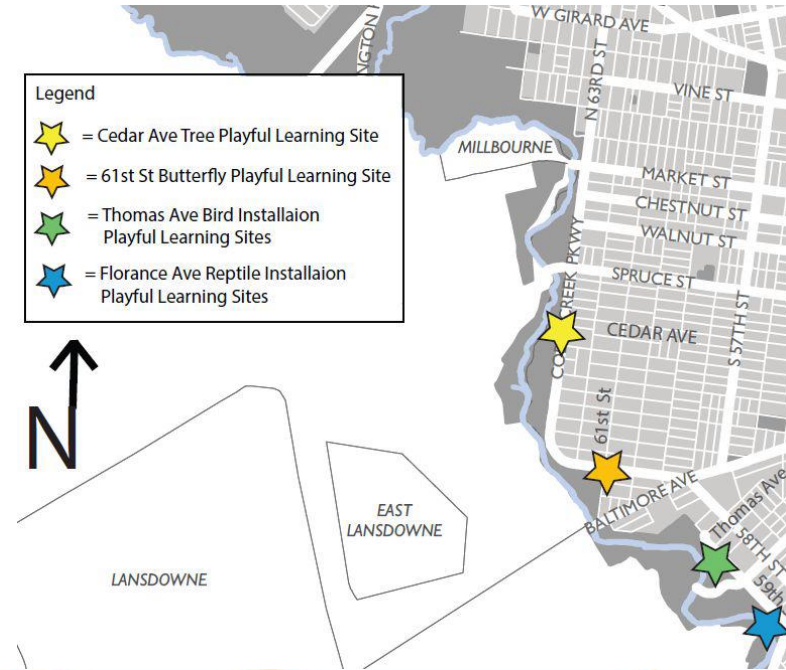 W GIRARD AVE
NGTON
N 63RD ST
VINE ST
Legend
= Cedar Ave Tree Playful Learning Site
= 61st St Butterfly Playful Learning Site
= Thomas Ave Bird Installaion
Playful Learning Sites
= Florance Ave Reptile Installaion
Playful Learning Sites
MILLBOURNE
MARKET ST
CHESTNUT ST
WALNUT ST
SPRUCE ST
CREEK PKWY
CEDAR AVE
S 57TH ST
N
61st St
BALTIMORE AVE
Thomas Ave
58TH ST
59th
EAST
LANSDOWNE
LANSDOWNE